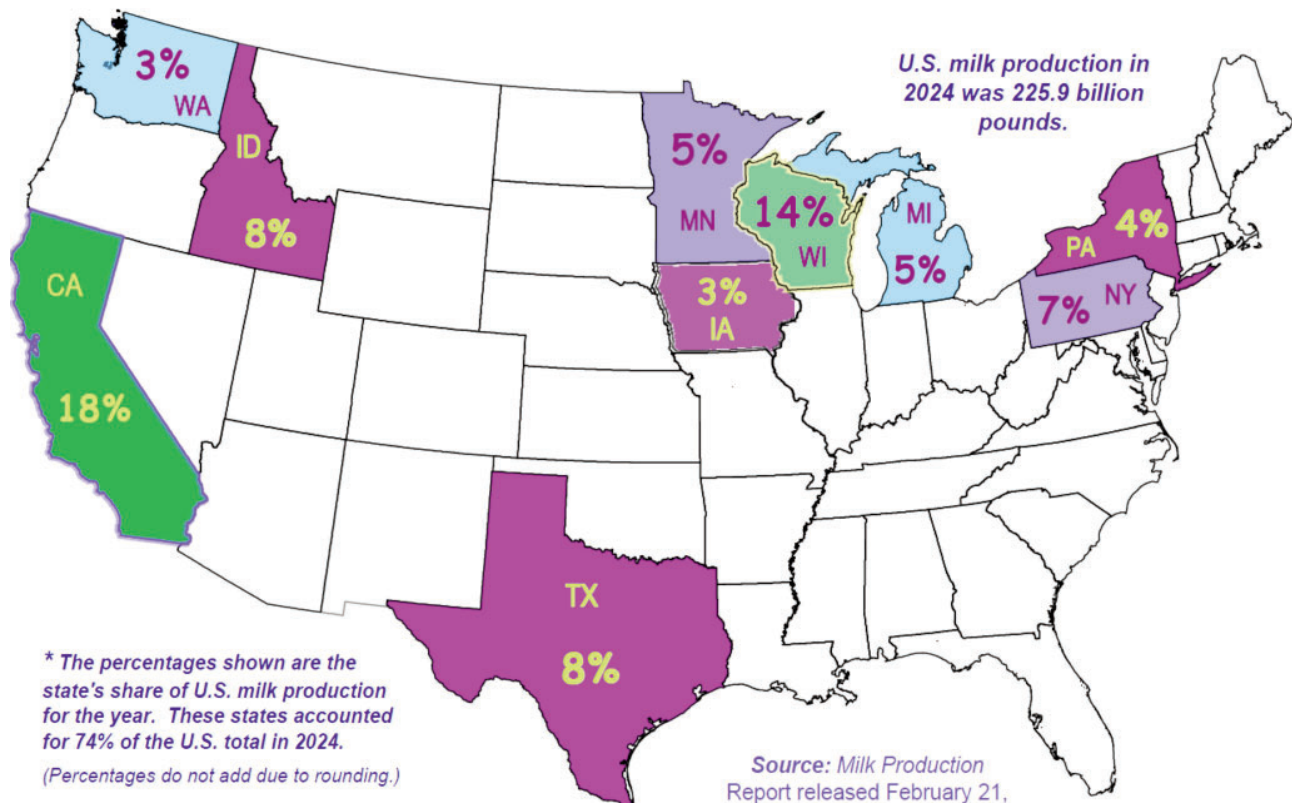 U.S. milk production in
2024 was 225.9 billion
pounds.
3%
WA
ID
8%
CA
18%
5%
MN
14%
WI
MI
5%
3%
IA
PA
4%
7%
NY
TX
8%
* The percentages shown are the
state's share of U.S. milk production
for the year. These states accounted
for 74% of the U.S. total in 2024.
(Percentages do not add due to rounding.)
Source: Milk Production
Report released February 21,